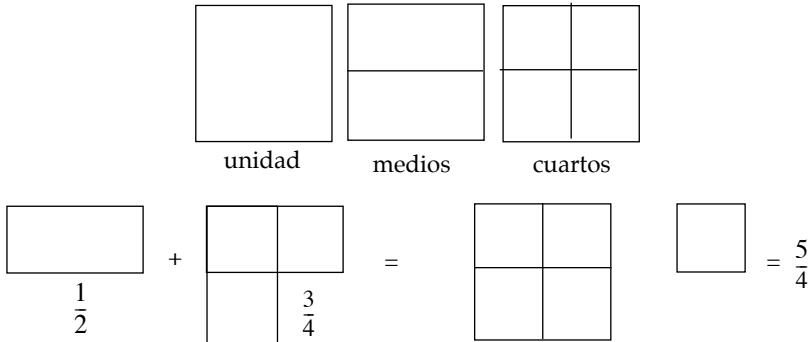 unidad medios cuartos
+ = = 5/4
1/2 3/4